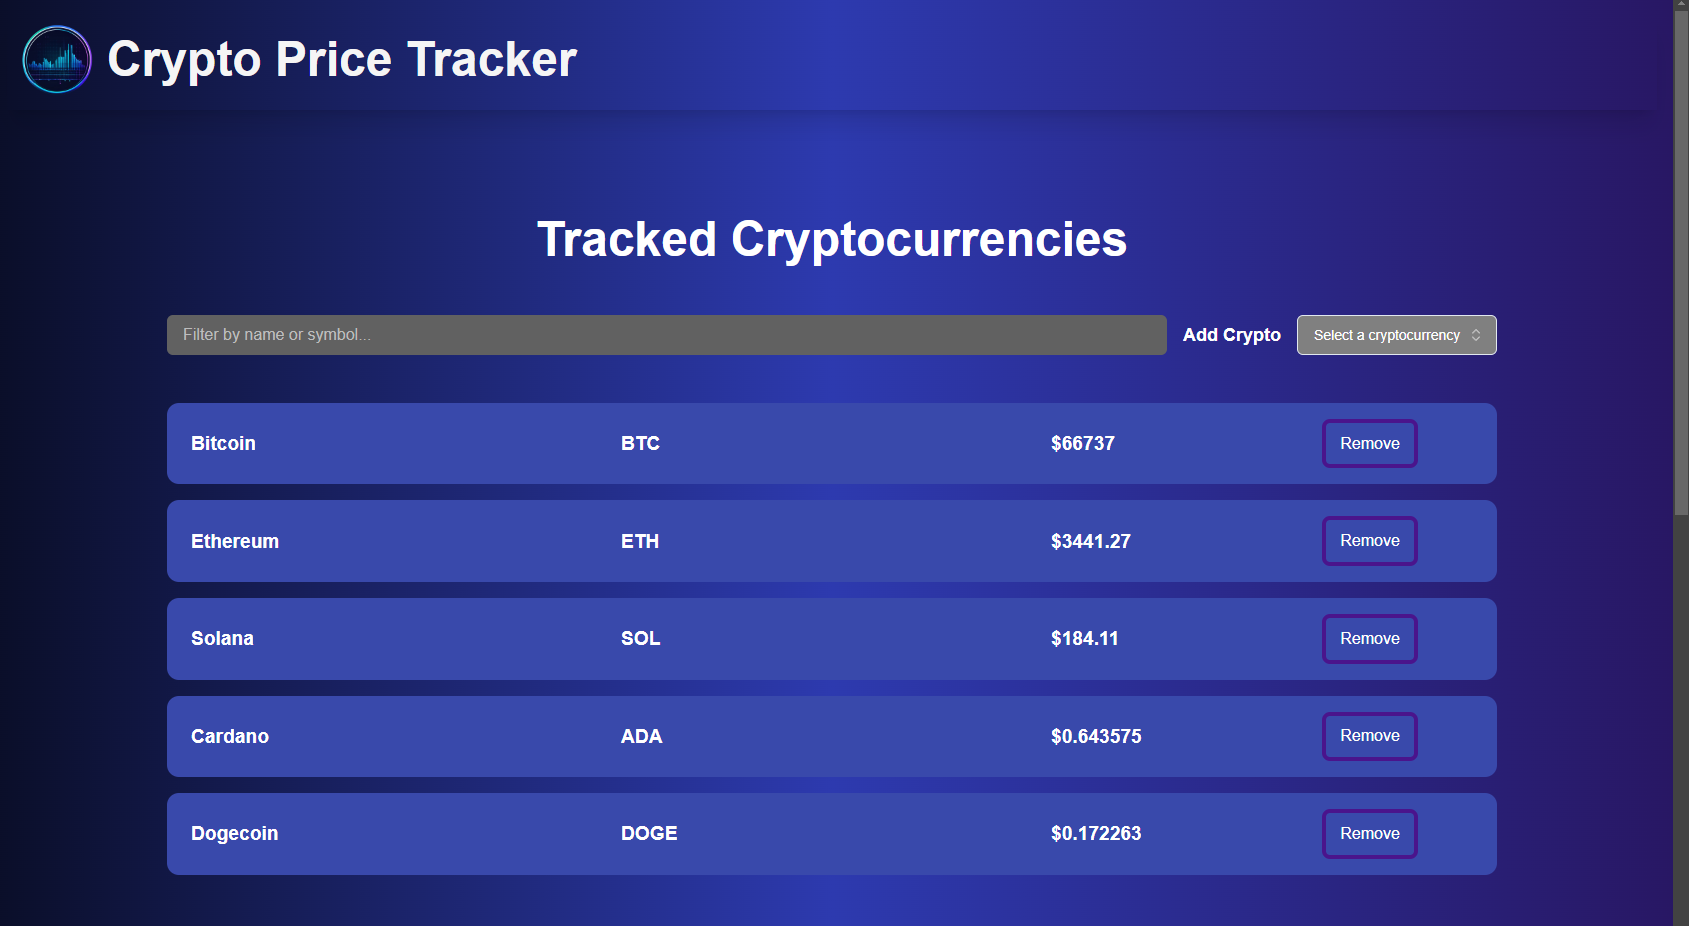 Crypto Price Tracker
Tracked Cryptocurrencies
Filter by name or symbol... Add Crypto Select a cryptocurrency
Bitcoin BTC $66737 Remove
Ethereum ETH $3441.27 Remove
Solana SOL $184.11 Remove
Cardano ADA $0.643575 Remove
Dogecoin DOGE $0.172263 Remove